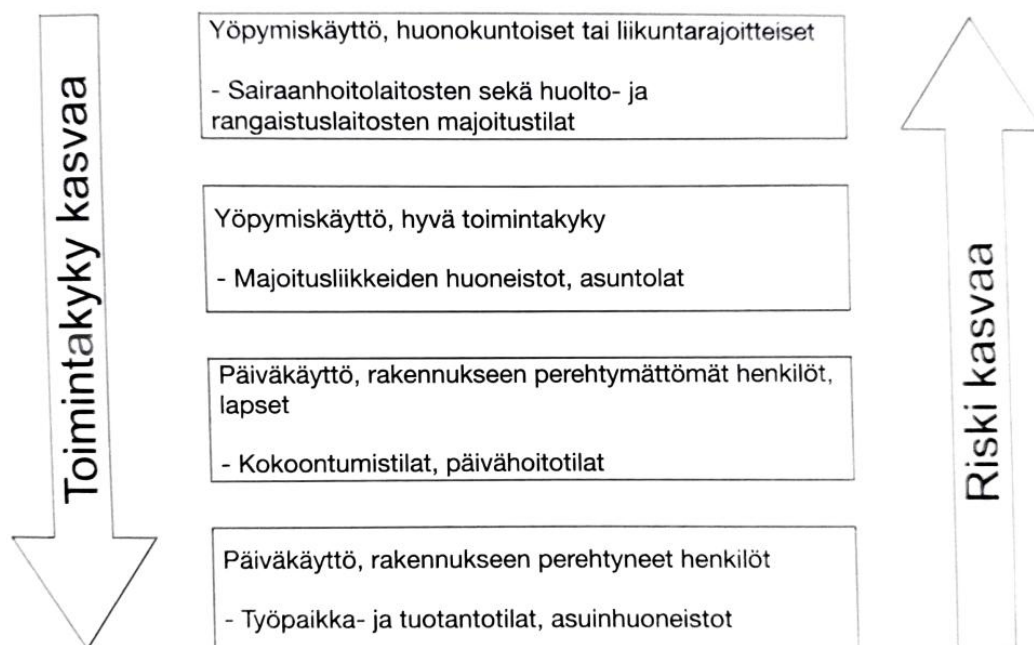 Toimintakyky kasvaa
Yöpymiskäyttö, huonokuntoiset tai liikuntarajoitteiset
- Sairaanhoitolaitosten sekä huolto- ja
rangaistuslaitosten majoitustilat
Yöpymiskäyttö, hyvä toimintakyky
- Majoitusliikkeiden huoneistot, asuntolat
Päiväkäyttö, rakennukseen perehtymättömät henkilöt,
lapset
- Kokoontumistilat, päivähoitotilat
Päiväkäyttö, rakennukseen perehtyneet henkilöt
- Työpaikka- ja tuotantotilat, asuinhuoneistot
Riski kasvaa